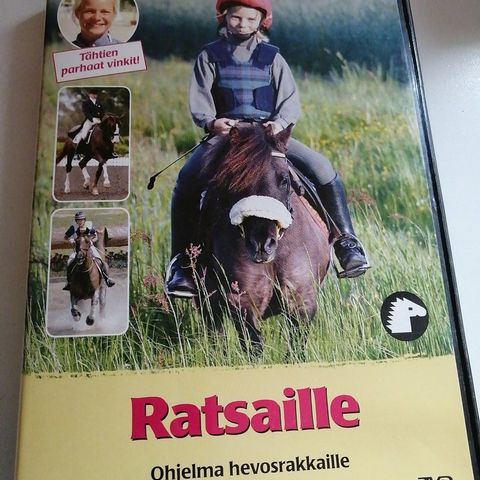 Tähtien
parhaat vinkit!
Ratsaille
Ohjelma hevosrakkaille